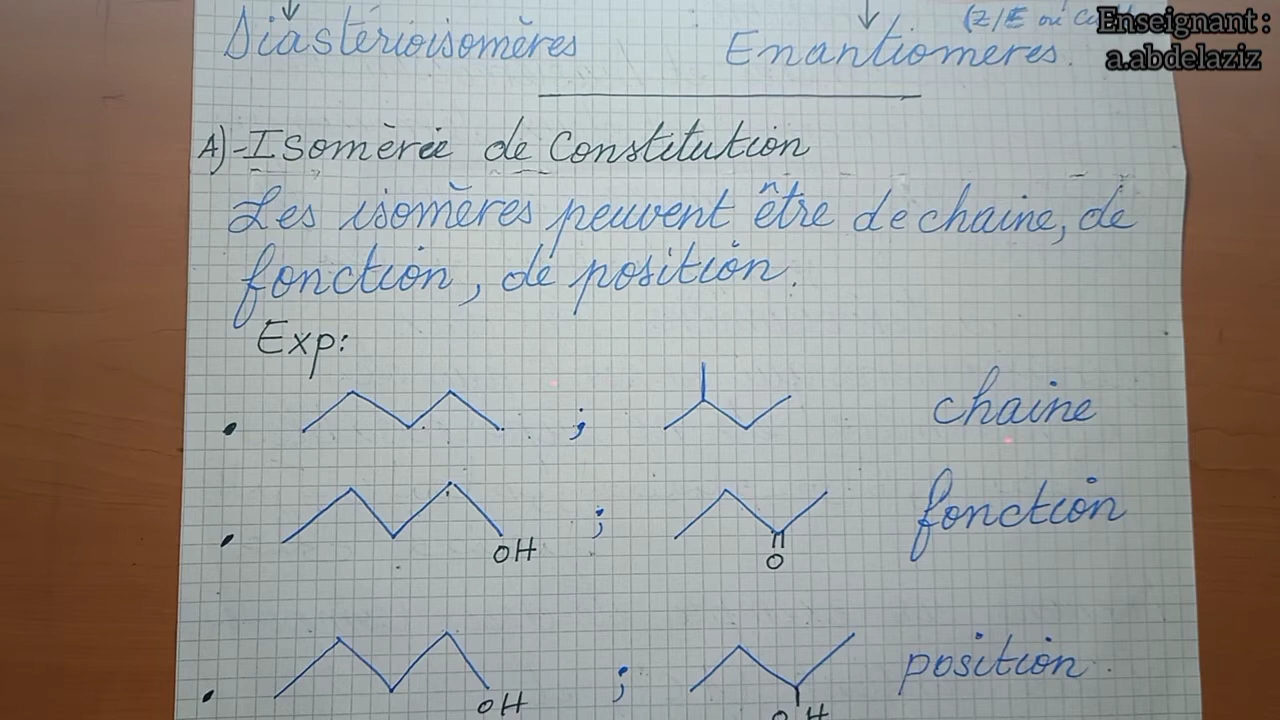 (Z/E ou
Enseignant :
a.abdelaziz
Diastérioisomères : Enantiomeres.
A)-Isomèrie de Constitution
Les isomères peuvent être de chaine, de
fonction, de position.
Exp:
; chaine
OH ; O fonction
OH ; OH position.